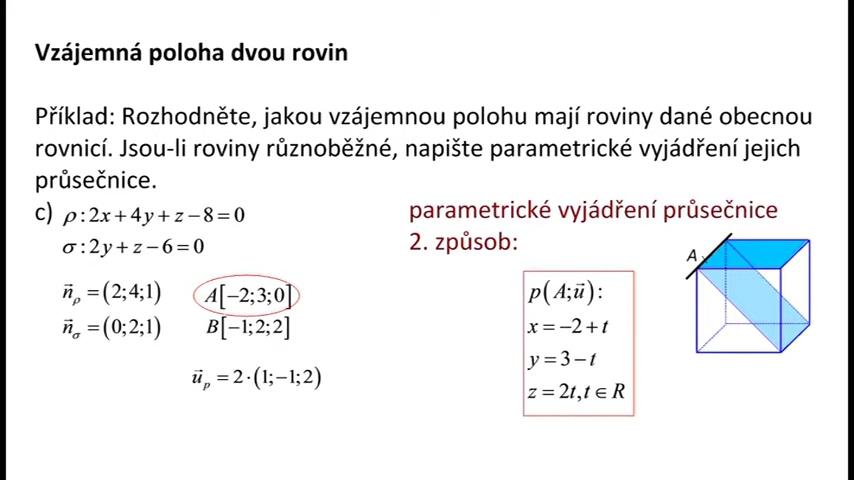 Vzájemná poloha dvou rovin
Příklad: Rozhodněte, jakou vzájemnou polohu mají roviny dané obecnou
rovnicí. Jsou-li roviny různoběžné, napište parametrické vyjádření jejich
průsečnice.
c) ρ:2x+4y+z−8=0
σ:2y+z−6=0
n⃗ρ=(2;4;1)
n⃗σ=(0;2;1)
A[−2;3;0]
B[−1;2;2]
u⃗p=2·(1;−1;2)
parametrické vyjádření průsečnice
2. způsob:
p(A;u⃗):
x=−2+t
y=3−t
z=2t,t∈R
A